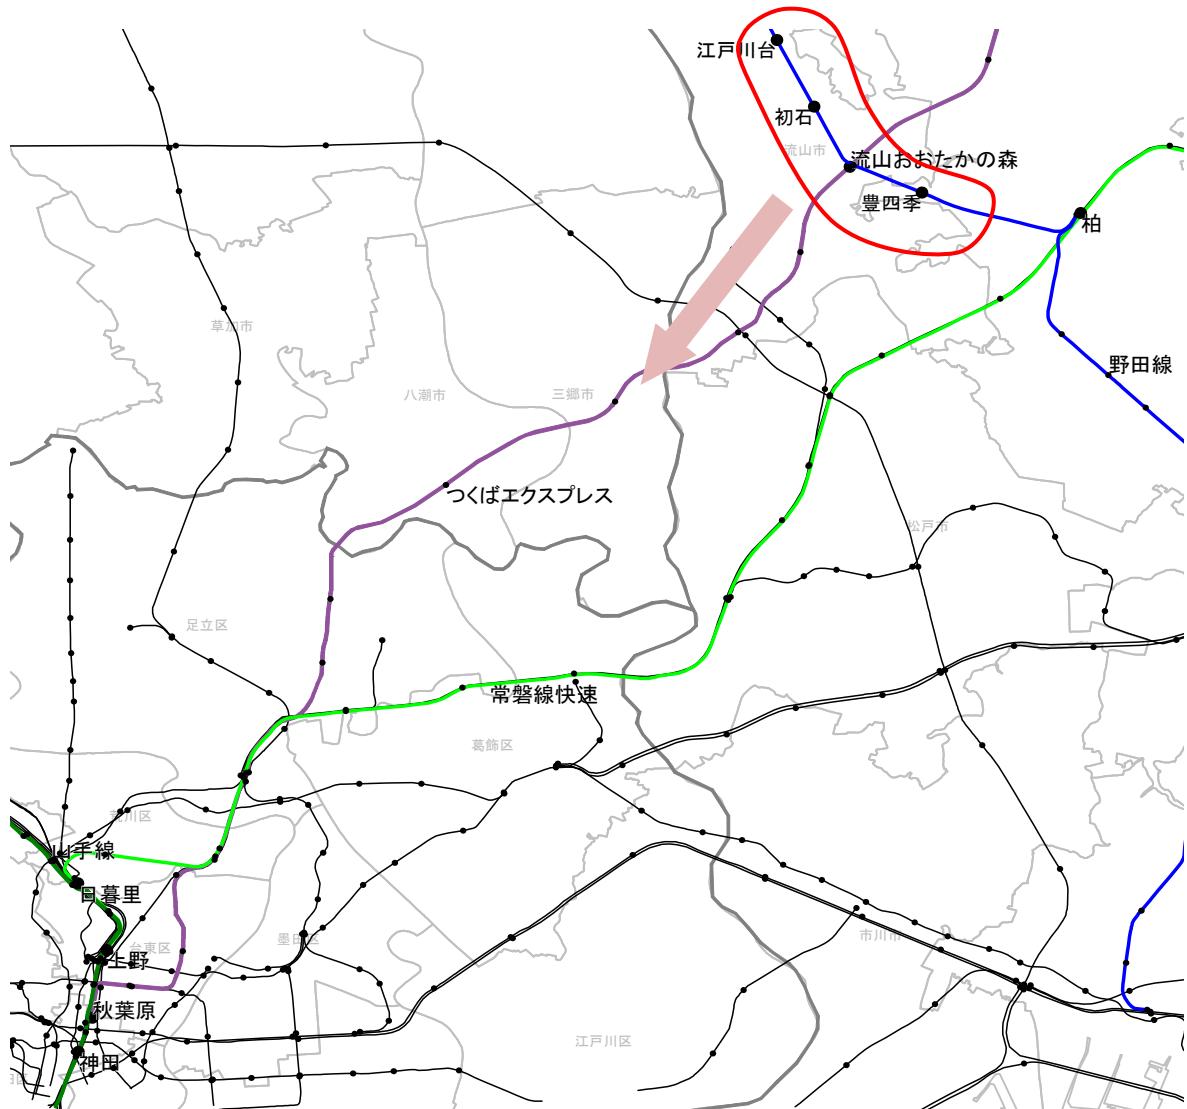 江戸川台
初石
流山市
流山おおたかの森
豊四季
柏
草加市
八潮市
三郷市
野田線
つくばエクスプレス
松戸市
足立区
常磐線快速
葛飾区
荒川区
山手線
日暮里
台東区
墨田区
上野
市川市
秋葉原
江戸川区
神田